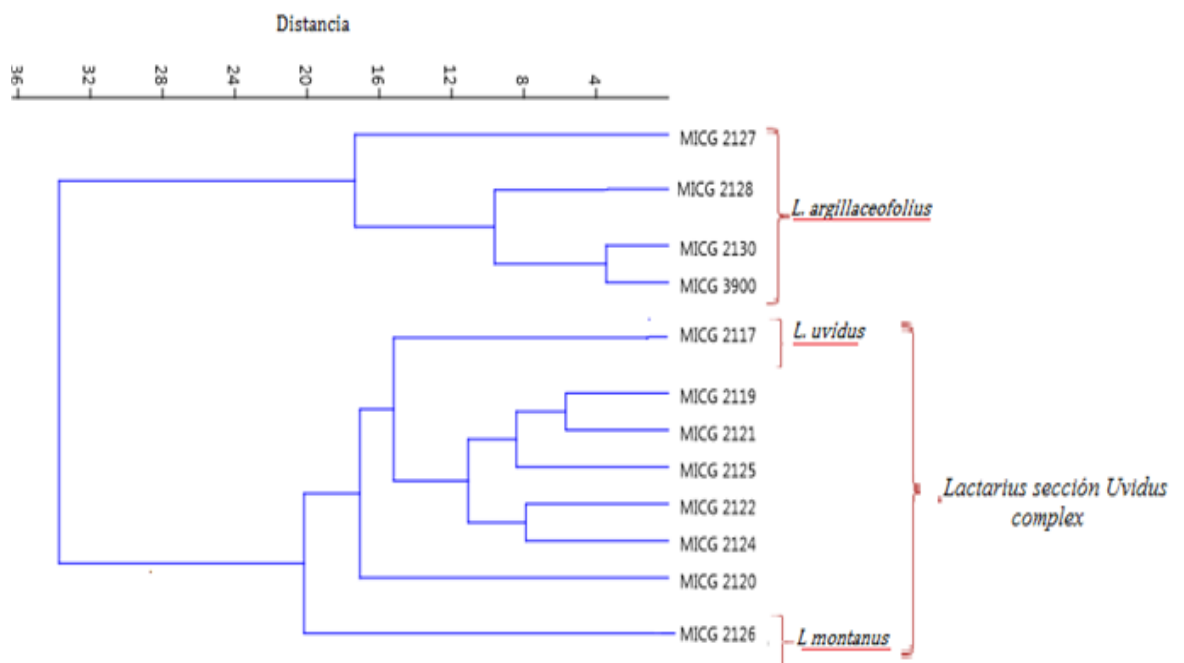 Distancia
36 32 28 24 20 16 12 8 4
MICG 2127
MICG 2128
L. argillaceofolius
MICG 2130
MICG 3900
MICG 2117
L. uvidus
MICG 2119
MICG 2121
MICG 2125
MICG 2122
Lactarius sección Uvidus
complex
MICG 2124
MICG 2120
MICG 2126
L montanus